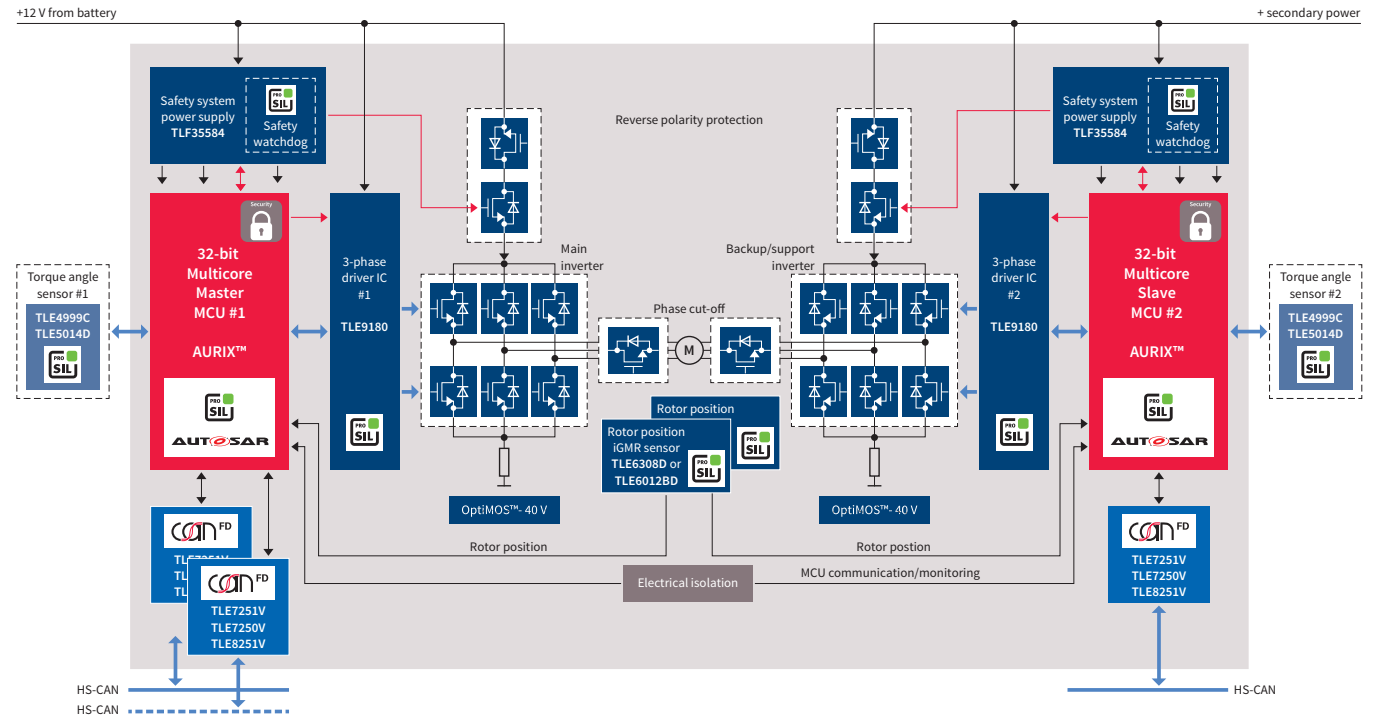 +12 V from battery
+ secondary power
Safety system
power supply
TLF35584
PRO
SIL
Safety
watchdog
Reverse polarity protection
Safety system
power supply
TLF35584
PRO
SIL
Safety
watchdog
Security
32-bit
Multicore
Master
MCU #1
AURIX™
PRO
SIL
AUTOSAR
3-phase
driver IC
#1
TLE9180
PRO
SIL
Main
inverter
Backup/support
inverter
Phase cut-off
M
3-phase
driver IC
#2
TLE9180
PRO
SIL
Security
32-bit
Multicore
Slave
MCU #2
AURIX™
PRO
SIL
AUTOSAR
Torque angle
sensor #1
TLE4999C
TLE5014D
PRO
SIL
Torque angle
sensor #2
TLE4999C
TLE5014D
PRO
SIL
Rotor position
PRO
SIL
Rotor position
iGMR sensor
TLE6308D or
TLE6012BD
PRO
SIL
OptiMOS™- 40 V
OptiMOS™- 40 V
CAN FD
TLE7251V
CAN FD
TLE7251V
TLE7250V
TLE8251V
CAN FD
TLE7251V
TLE7250V
TLE8251V
Rotor position
Rotor postion
Electrical isolation
MCU communication/monitoring
HS-CAN
HS-CAN
HS-CAN